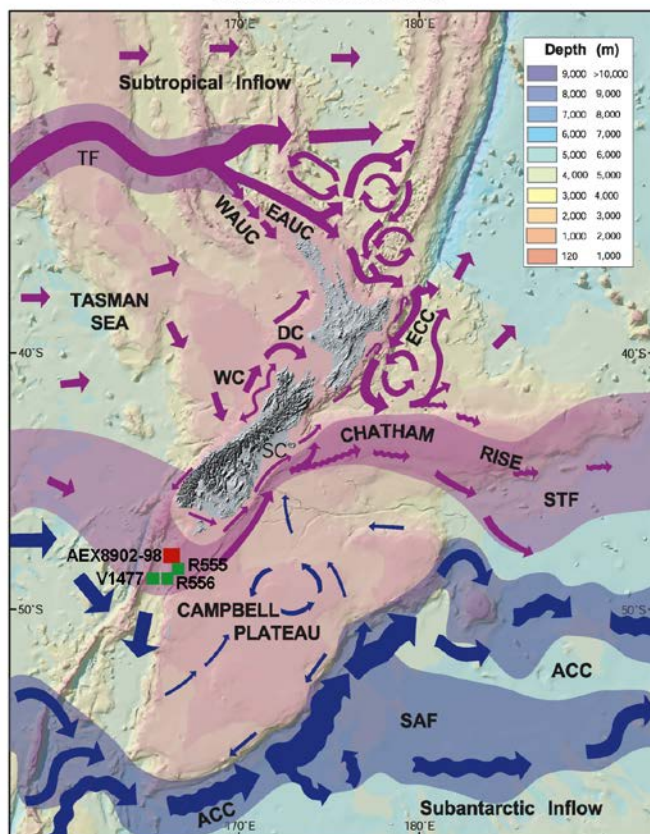 170°E
180°E
Subtropical Inflow
Depth (m)
9,000 >10,000
8,000 9,000
7,000 8,000
6,000 7,000
5,000 6,000
4,000 5,000
3,000 4,000
2,000 3,000
1,000 2,000
120 1,000
TF
WAUC
EAUC
TASMAN
SEA
DC
ECC
40°S
40°S
WC
SC
CHATHAM
RISE
STF
AEX8902-98
R555
V1477
R556
50°S
50°S
CAMPBELL
PLATEAU
ACC
SAF
ACC
Subantarctic Inflow
170°E
180°E